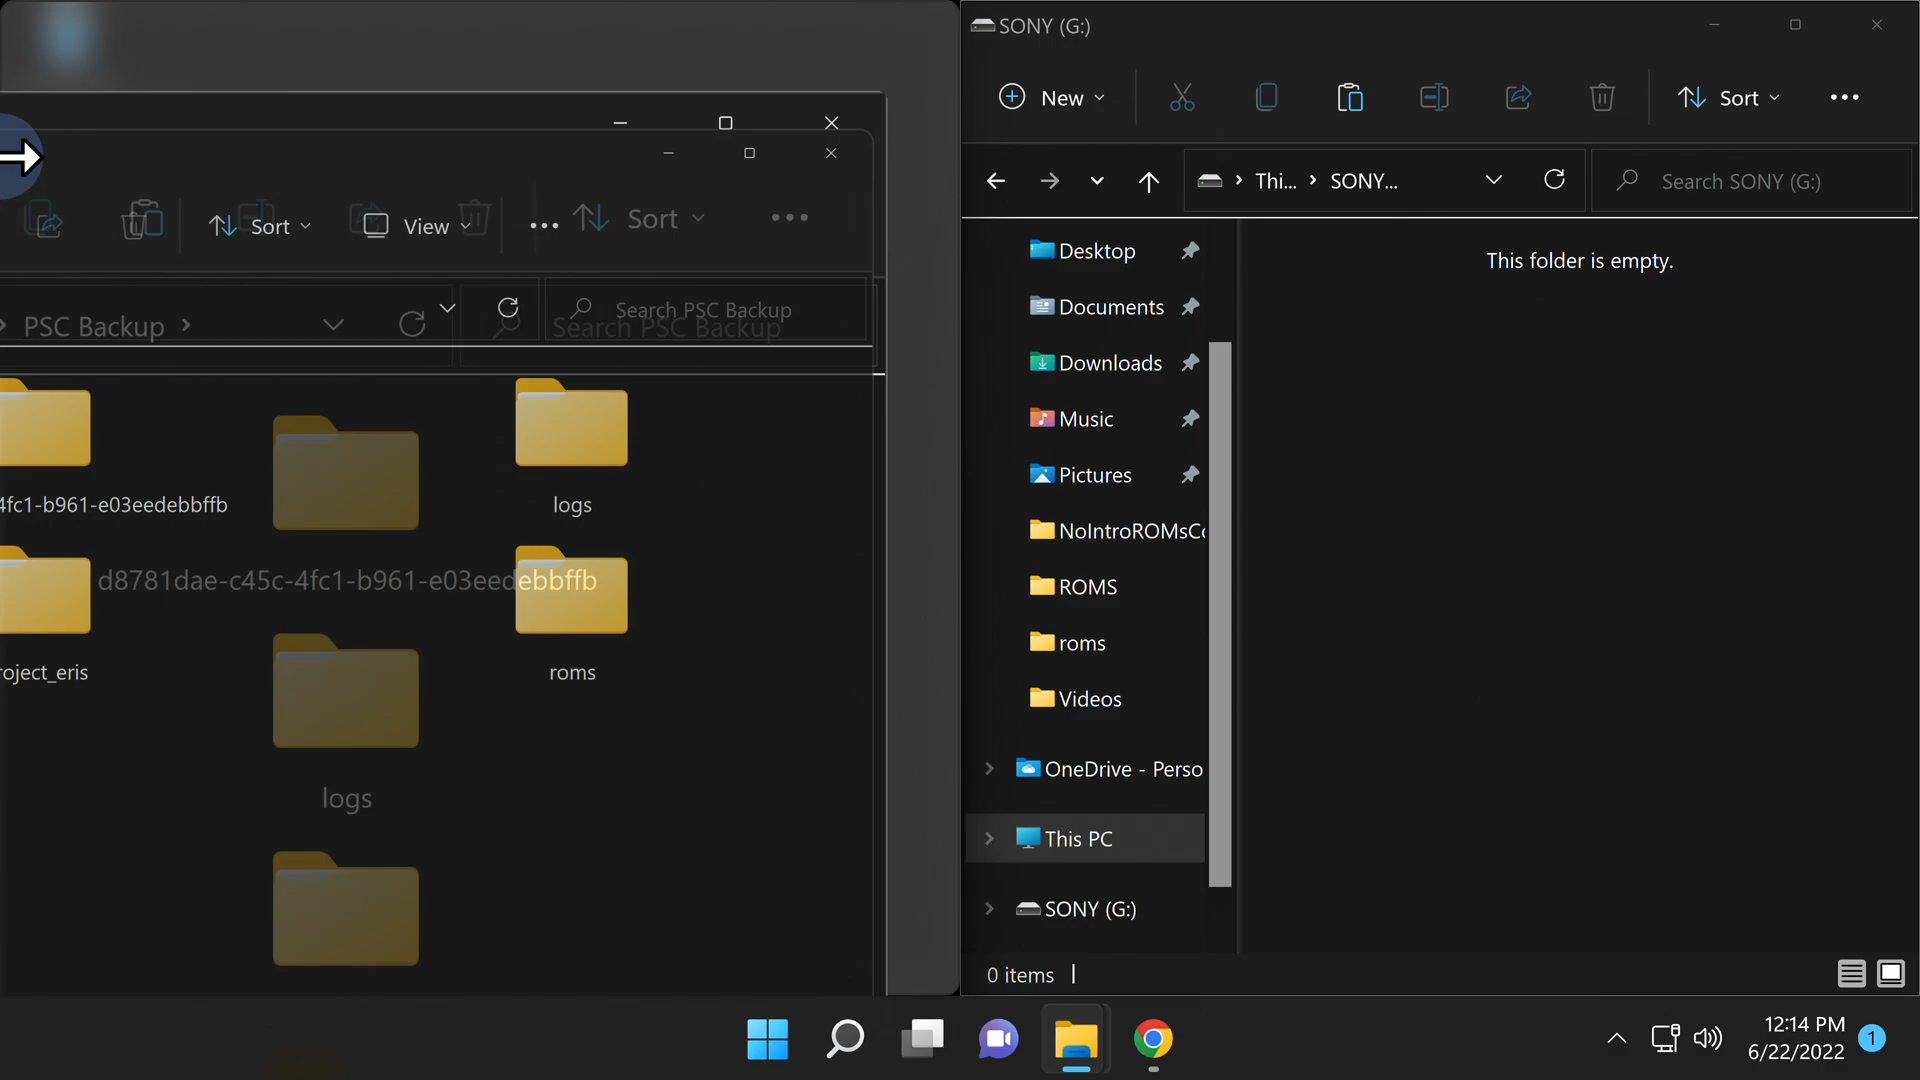 SONY (G:)
New
Sort
Thi...
SONY...
Search SONY (G:)
Sort
View
Sort
PSC Backup
Search PSC Backup
Search PSC Backup
4fc1-b961-e03eedebbffb
logs
d8781dae-c45c-4fc1-b961-e03eedebbffb
roject_eris
roms
logs
Desktop
Documents
Downloads
Music
Pictures
NoIntroROMsCo
ROMS
roms
Videos
OneDrive - Perso
This PC
SONY (G:)
This folder is empty.
0 items
12:14 PM
6/22/2022
1